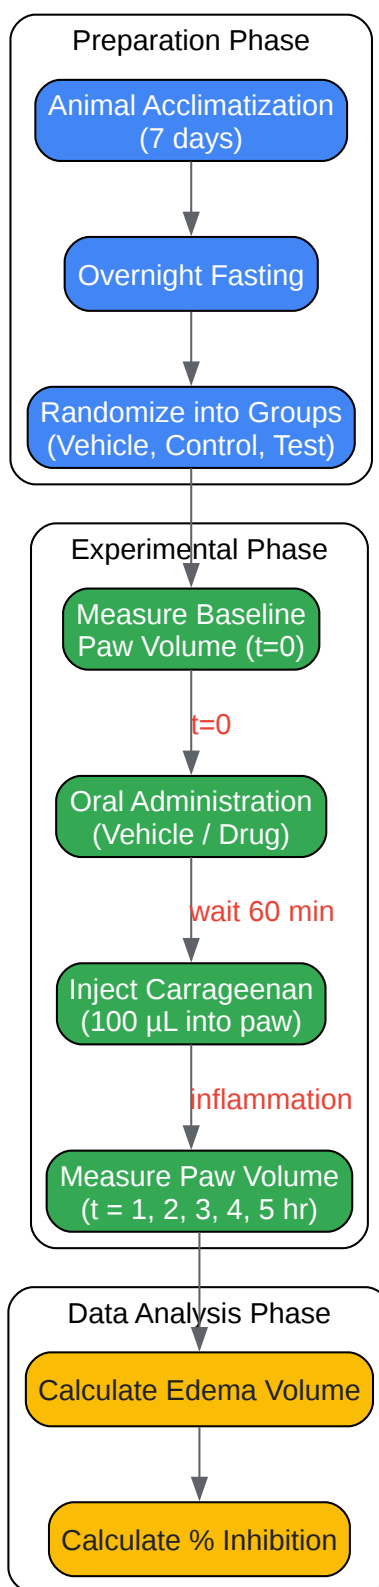 Preparation Phase
Animal Acclimatization
(7 days)
Overnight Fasting
Randomize into Groups
(Vehicle, Control, Test)
Experimental Phase
Measure Baseline
Paw Volume (t=0)
t=0
Oral Administration
(Vehicle / Drug)
wait 60 min
Inject Carrageenan
(100 µL into paw)
inflammation
Measure Paw Volume
(t = 1, 2, 3, 4, 5 hr)
Data Analysis Phase
Calculate Edema Volume
Calculate % Inhibition